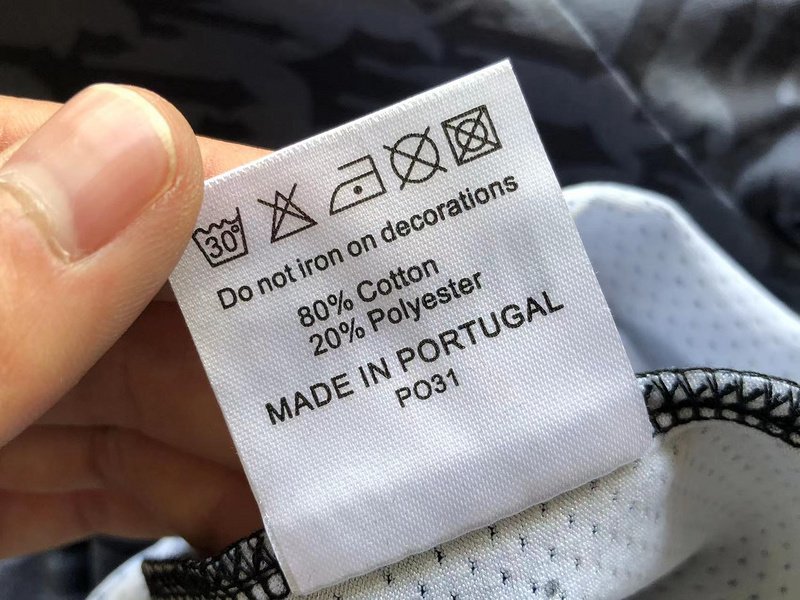 30°
Do not iron on decorations
80% Cotton
20% Polyester
MADE IN PORTUGAL
PO31